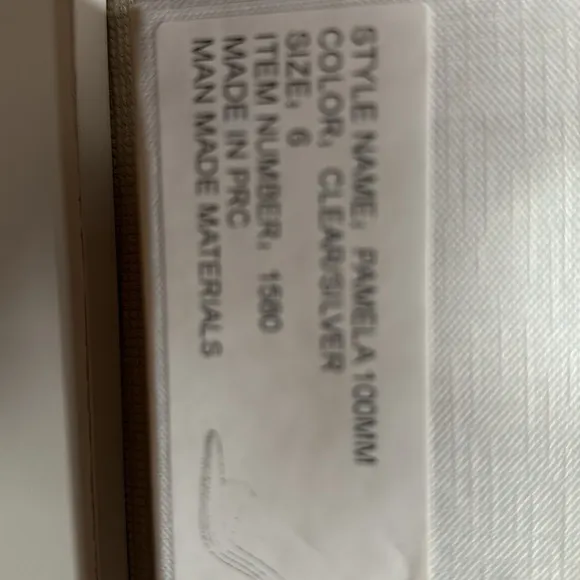 STYLE NAME: PAMELA 100MM
COLOR: CLEAR/SILVER
SIZE: 6
ITEM NUMBER: 1580
MADE IN PRC
MAN MADE MATERIALS